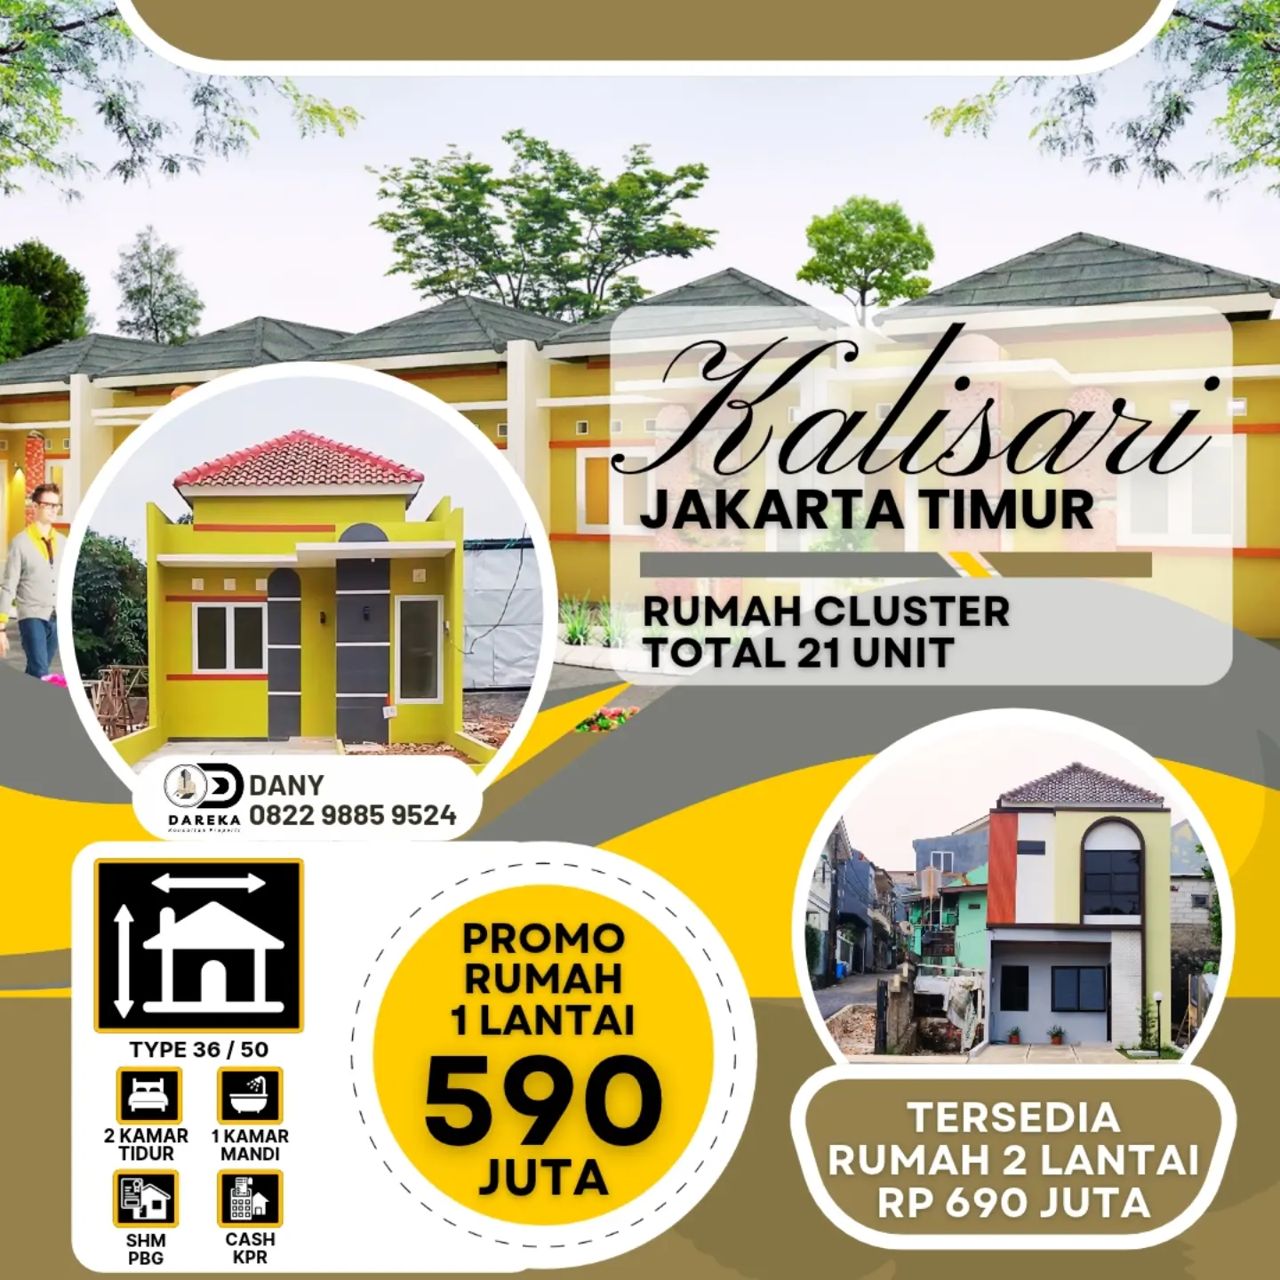 Kalisari
JAKARTA TIMUR
RUMAH CLUSTER
TOTAL 21 UNIT
DANY
0822 9885 9524
DAREKA
Konsultan Properti
TYPE 36 / 50
2 KAMAR
TIDUR
1 KAMAR
MANDI
SHM
PBG
CASH
KPR
PROMO
RUMAH
1 LANTAI
590
JUTA
TERSEDIA
RUMAH 2 LANTAI
RP 690 JUTA